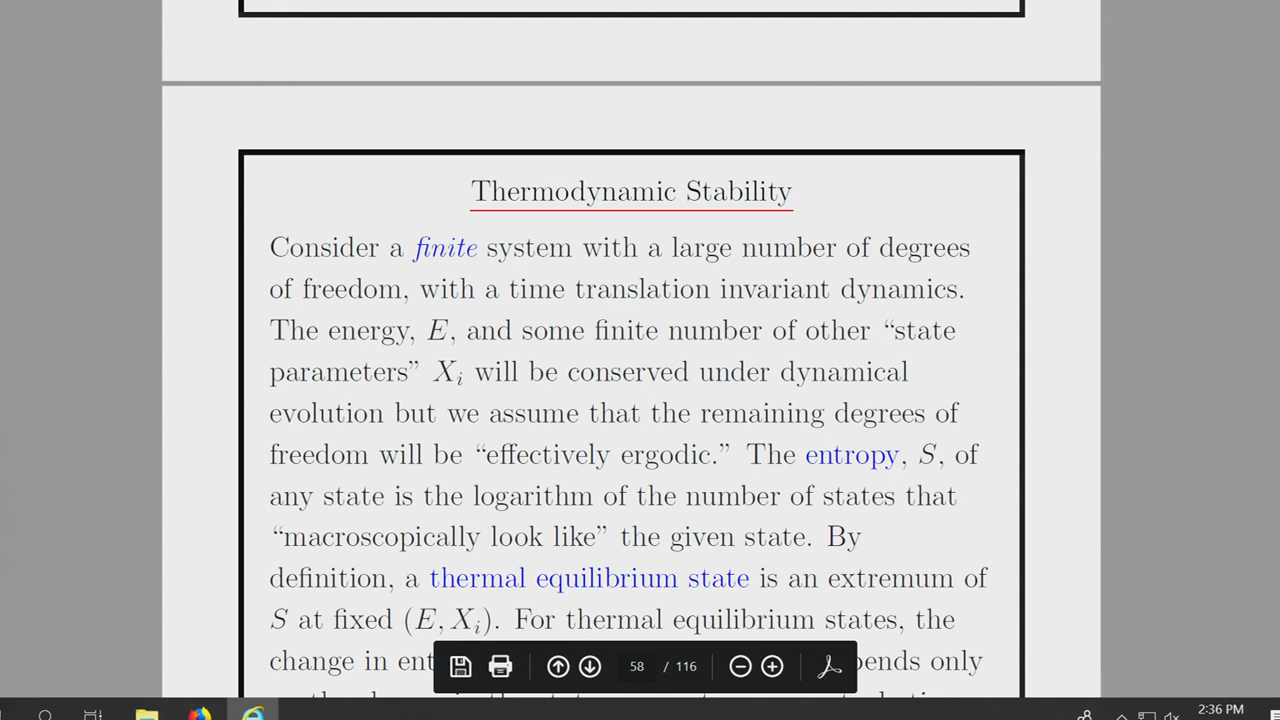 Thermodynamic Stability
Consider a finite system with a large number of degrees
of freedom, with a time translation invariant dynamics.
The energy, E, and some finite number of other “state
parameters” Xᵢ will be conserved under dynamical
evolution but we assume that the remaining degrees of
freedom will be “effectively ergodic.” The entropy, S, of
any state is the logarithm of the number of states that
“macroscopically look like” the given state. By
definition, a thermal equilibrium state is an extremum of
S at fixed (E, Xᵢ). For thermal equilibrium states, the
change in ent
pends only
58 / 116
2:36 PM